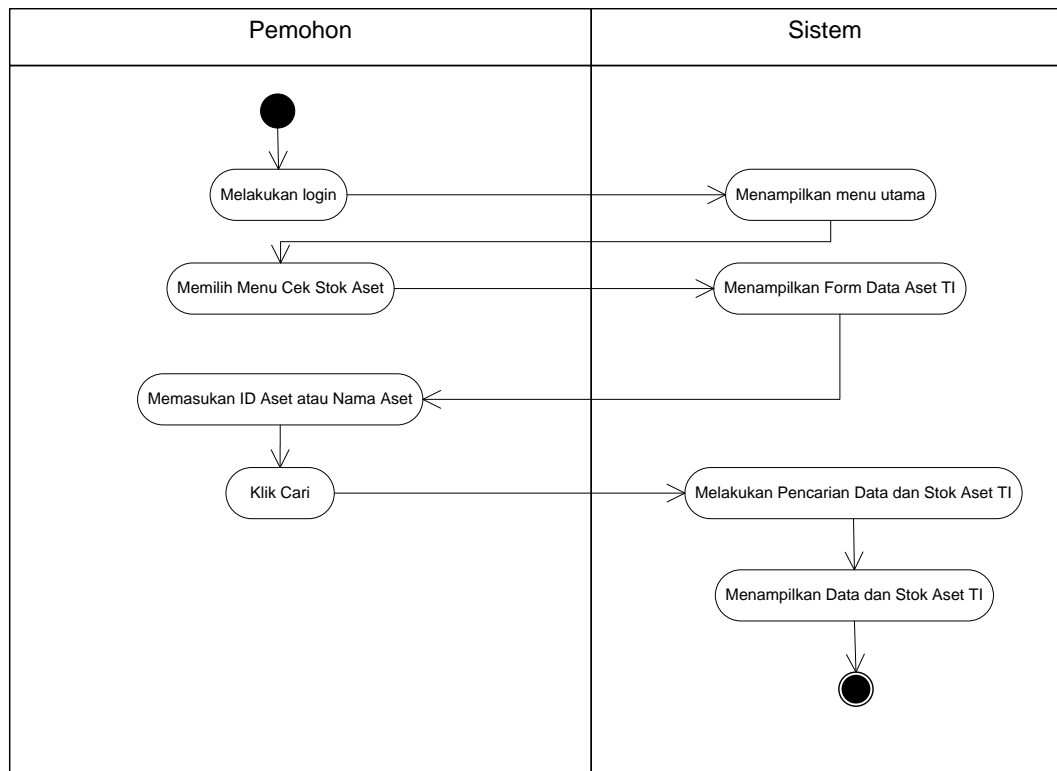 Pemohon
Sistem
Melakukan login
Menampilkan menu utama
Memilih Menu Cek Stok Aset
Menampilkan Form Data Aset TI
Memasukan ID Aset atau Nama Aset
Klik Cari
Melakukan Pencarian Data dan Stok Aset TI
Menampilkan Data dan Stok Aset TI